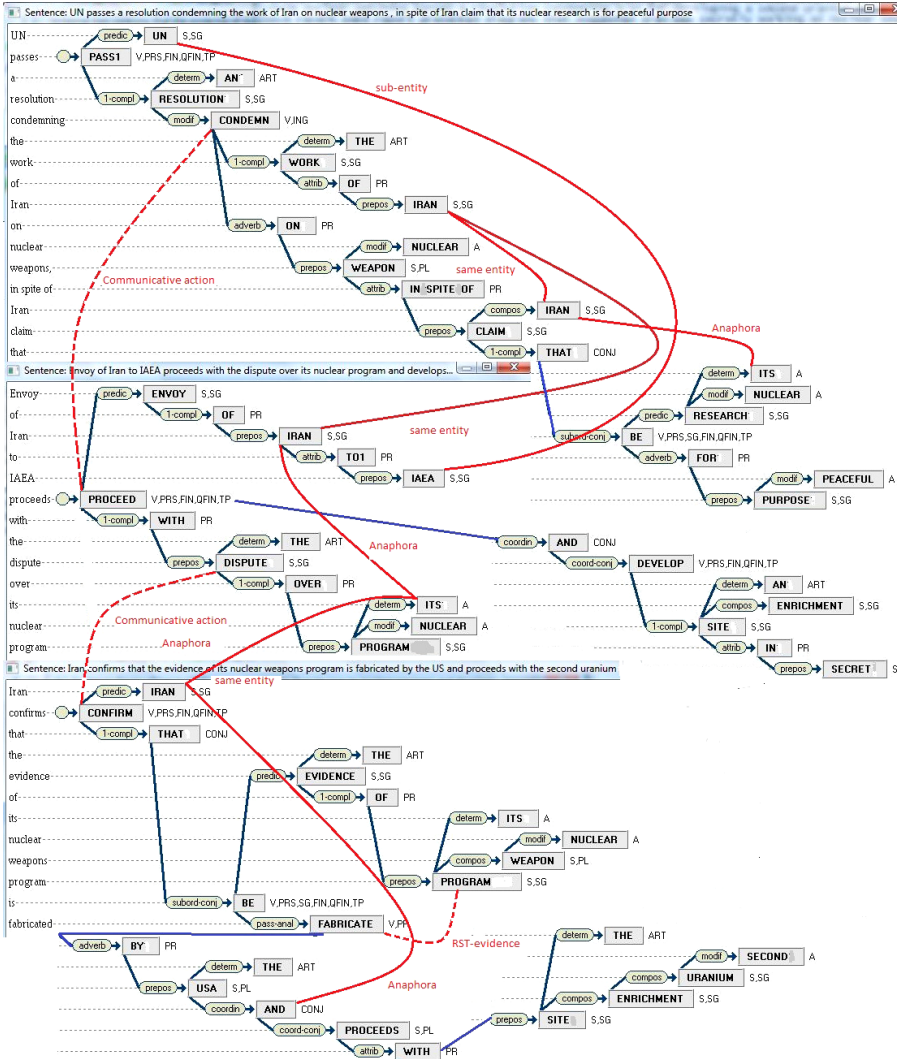 Sentence: UN passes a resolution condemning the work of Iran on nuclear weapons , in spite of Iran claim that its nuclear research is for peaceful purpose
UN predic UN S,SG
passes PASS1 V,PRS,FIN,QFIN,TP
a determ AN ART
sub-entity
resolution 1-compl RESOLUTION S,SG
condemning modif CONDEMN V,ING
the determ THE ART
work 1-compl WORK S,SG
of attrib OF PR
Iran prepos IRAN S,SG
on adverb ON PR
nuclear modif NUCLEAR A
weapons, prepos WEAPON S,PL same entity
Communicative action
in spite of attrib IN SPITE OF PR
Iran compos IRAN S,SG
claim prepos CLAIM S,SG Anaphora
that 1-compl THAT CONJ
Sentence: Envoy of Iran to IAEA proceeds with the dispute over its nuclear program and develops...
determ ITS A
Envoy predic ENVOY S,SG modif NUCLEAR A
of 1-compl OF PR predic RESEARCH S,SG
Iran prepos IRAN S,SG same entity subord-conj BE V,PRS,SG,FIN,QFIN,TP
to attrib TO1 PR adverb FOR PR
IAEA prepos IAEA S,SG modif PEACEFUL A
proceeds PROCEED V,PRS,FIN,QFIN,TP prepos PURPOSE S,SG
with 1-compl WITH PR
the determ THE ART coordin AND CONJ
dispute prepos DISPUTE S,SG Anaphora coord-conj DEVELOP V,PRS,FIN,QFIN,TP
over 1-compl OVER PR determ AN ART
its determ ITS A compos ENRICHMENT S,SG
Communicative action
nuclear modif NUCLEAR A 1-compl SITE S,SG
Anaphora
program prepos PROGRAM S,SG attrib IN PR
prepos SECRET S
Sentence: Iran confirms that the evidence of its nuclear weapons program is fabricated by the US and proceeds with the second uranium
same entity
Iran predic IRAN S,SG
confirms CONFIRM V,PRS,FIN,QFIN,TP
that 1-compl THAT CONJ
the determ THE ART
evidence predic EVIDENCE S,SG
of 1-compl OF PR
its determ ITS A
nuclear modif NUCLEAR A
weapons compos WEAPON S,PL
program prepos PROGRAM S,SG
is subord-conj BE V,PRS,SG,FIN,QFIN,TP
fabricated pass-anal FABRICATE V,PP
RST-evidence
adverb BY PR determ THE ART
determ THE ART modif SECOND A
prepos USA S,PL Anaphora compos URANIUM S,SG
coordin AND CONJ compos ENRICHMENT S,SG
coord-conj PROCEEDS S,PL prepos SITE S,SG
attrib WITH PR